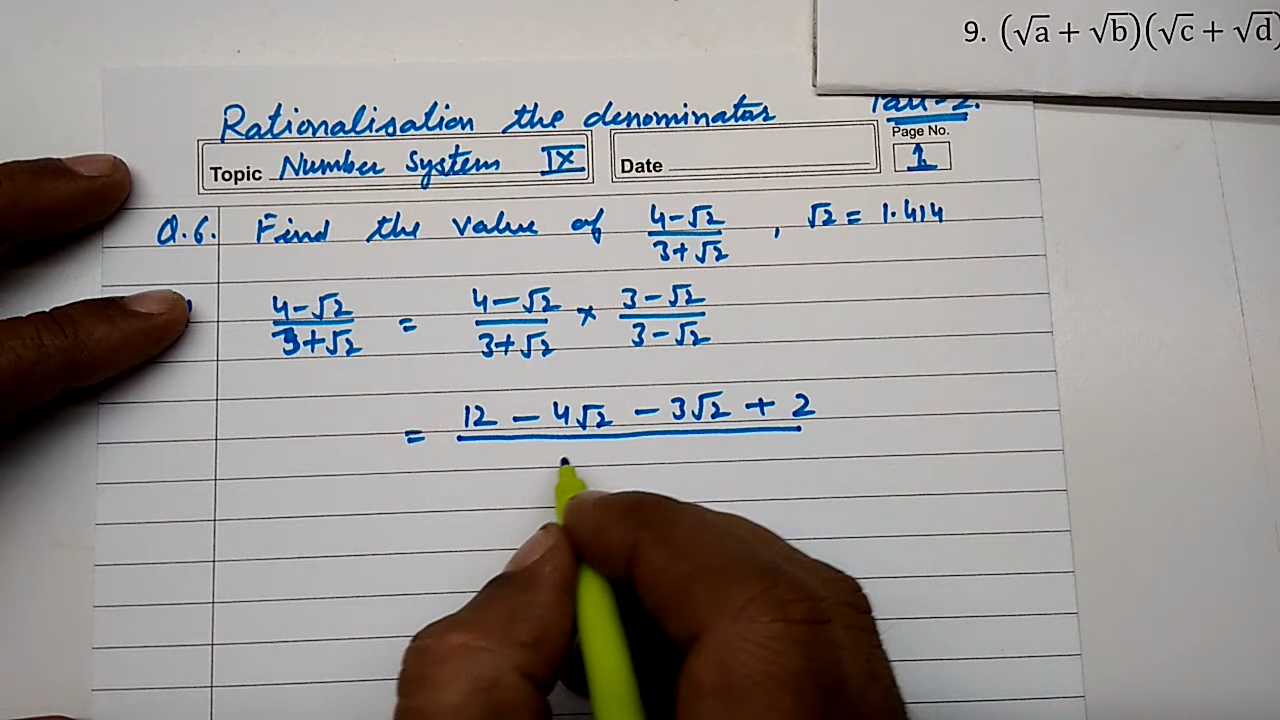 9. (√a + √b)(√c + √d)
Rationalisation the denominator Part-2.
Topic Number System IX Date Page No. 1
Q.6. Find the value of (4-√2)/(3+√2) , √2 = 1.414
(4-√2)/(3+√2) = (4-√2)/(3+√2) × (3-√2)/(3-√2)
= 12 - 4√2 - 3√2 + 2